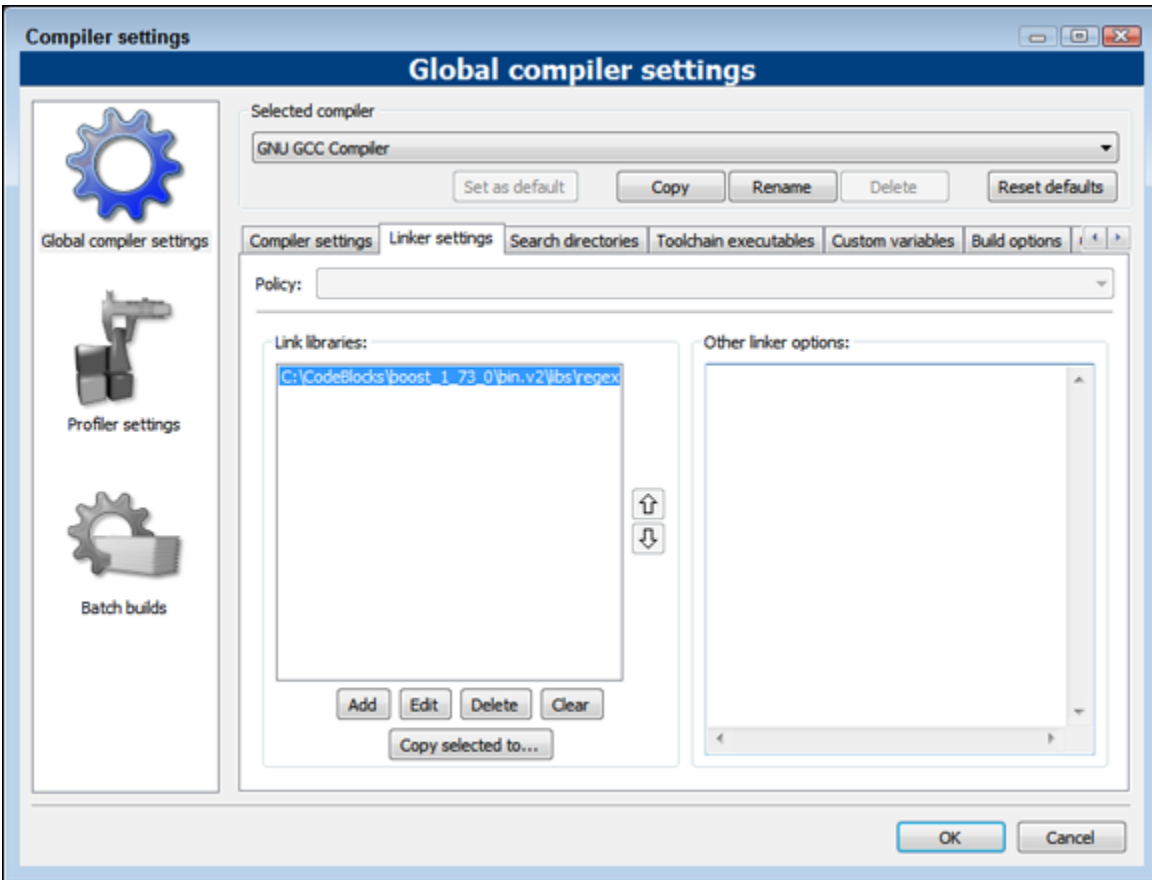 Compiler settings
Global compiler settings
Global compiler settings
Profiler settings
Batch builds
Selected compiler
GNU GCC Compiler
Set as default Copy Rename Delete Reset defaults
Compiler settings Linker settings Search directories Toolchain executables Custom variables Build options
Policy:
Link libraries:
C:\CodeBlocks\boost_1_73_0\bin.v2\libs\regex
Add Edit Delete Clear
Copy selected to...
Other linker options:
OK Cancel